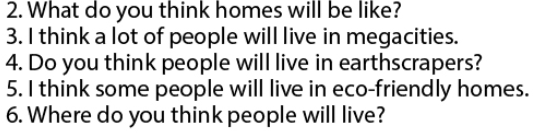 2. What do you think homes will be like?
3. I think a lot of people will live in megacities.
4. Do you think people will live in earthscrapers?
5. I think some people will live in eco-friendly homes.
6. Where do you think people will live?